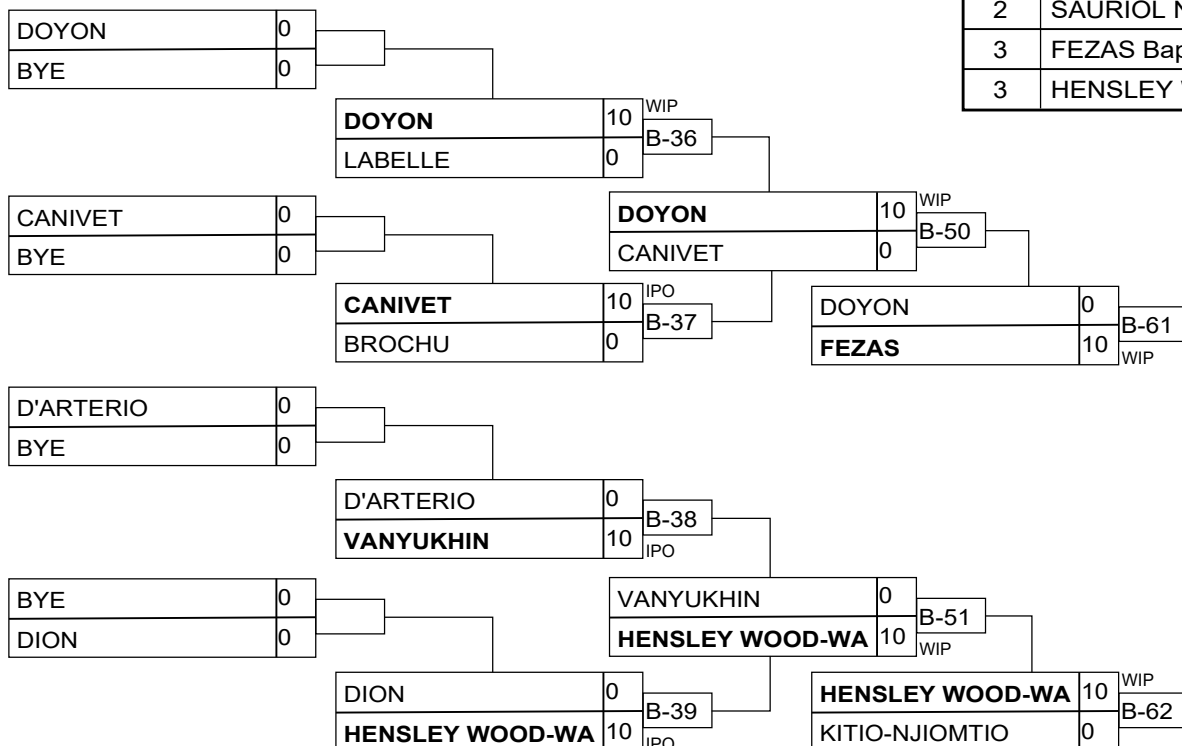 2 SAURIOL
3 FEZAS
3 HENSLEY
DOYON 0
BYE 0
DOYON 10 WIP
LABELLE 0
B-36
CANIVET 0
BYE 0
CANIVET 10 IPO
BROCHU 0
B-37
DOYON 10 WIP
CANIVET 0
B-50
DOYON 0
FEZAS 10 WIP
B-61
D'ARTERIO 0
BYE 0
D'ARTERIO 0
VANYUKHIN 10 IPO
B-38
BYE 0
DION 0
DION 0
HENSLEY WOOD-WA 10 IPO
B-39
VANYUKHIN 0
HENSLEY WOOD-WA 10 WIP
B-51
HENSLEY WOOD-WA 10 WIP
KITIO-NJIOMTIO 0
B-62